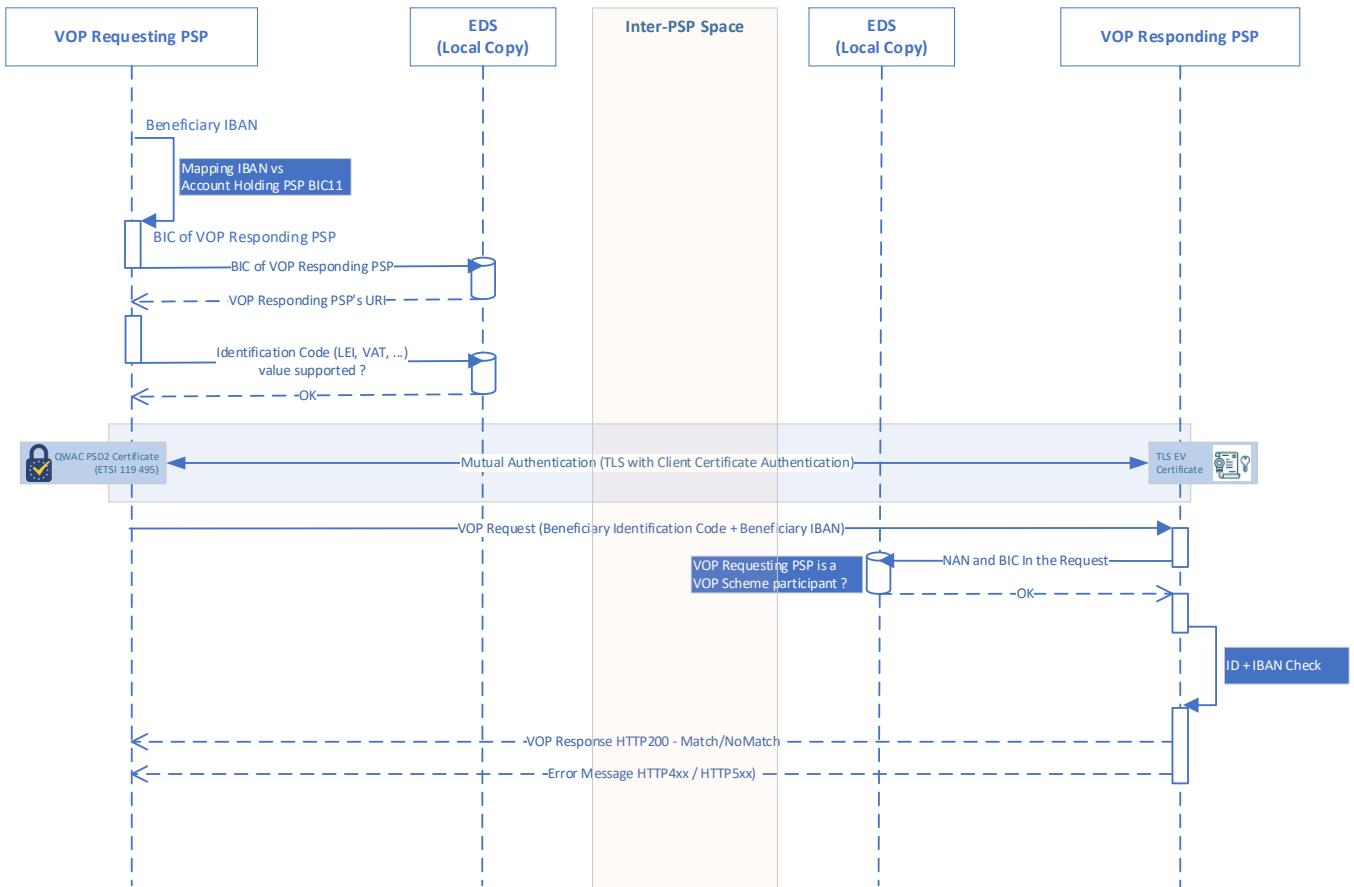 VOP Requesting PSP
EDS
(Local Copy)
Inter-PSP Space
EDS
(Local Copy)
VOP Responding PSP
Beneficiary IBAN
Mapping IBAN vs
Account Holding PSP BIC11
BIC of VOP Responding PSP
BIC of VOP Responding PSP
VOP Responding PSP's URI
Identification Code (LEI, VAT, ...)
value supported ?
OK
QWAC PSD2 Certificate
(ETSI 119 495)
Mutual Authentication (TLS with Client Certificate Authentication)
TLS EV
Certificate
VOP Request (Beneficiary Identification Code + Beneficiary IBAN)
VOP Requesting PSP is a
VOP Scheme participant ?
NAN and BIC In the Request
OK
ID + IBAN Check
VOP Response HTTP200 - Match/NoMatch
Error Message HTTP4xx / HTTP5xx)